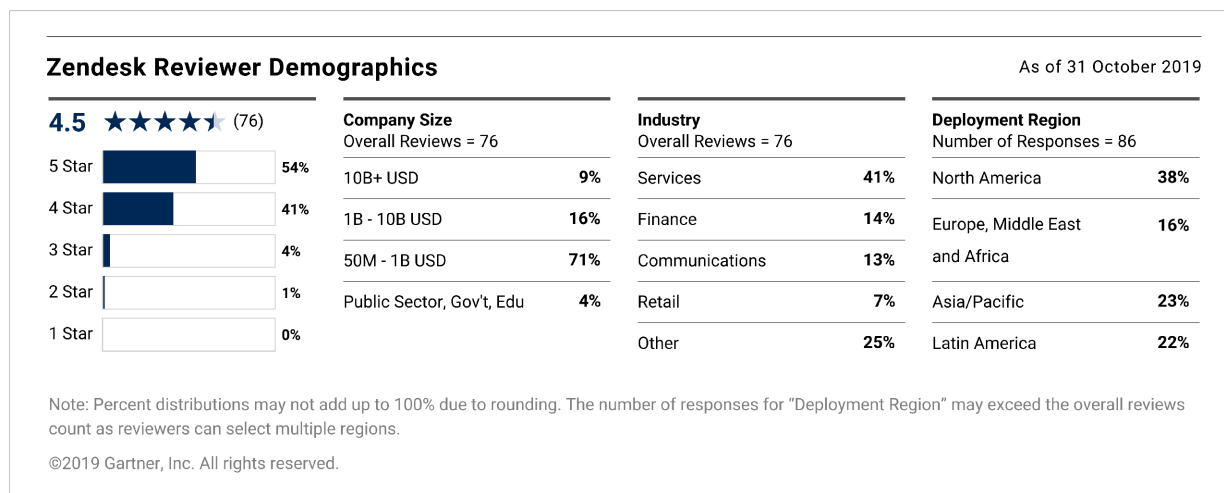 Zendesk Reviewer Demographics
As of 31 October 2019
4.5 (76)
5 Star 54%
4 Star 41%
3 Star 4%
2 Star 1%
1 Star 0%
Company Size
Overall Reviews = 76
10B+ USD 9%
1B - 10B USD 16%
50M - 1B USD 71%
Public Sector, Gov't, Edu 4%
Industry
Overall Reviews = 76
Services 41%
Finance 14%
Communications 13%
Retail 7%
Other 25%
Deployment Region
Number of Responses = 86
North America 38%
Europe, Middle East 16%
and Africa
Asia/Pacific 23%
Latin America 22%
Note: Percent distributions may not add up to 100% due to rounding. The number of responses for “Deployment Region” may exceed the overall reviews
count as reviewers can select multiple regions.
©2019 Gartner, Inc. All rights reserved.